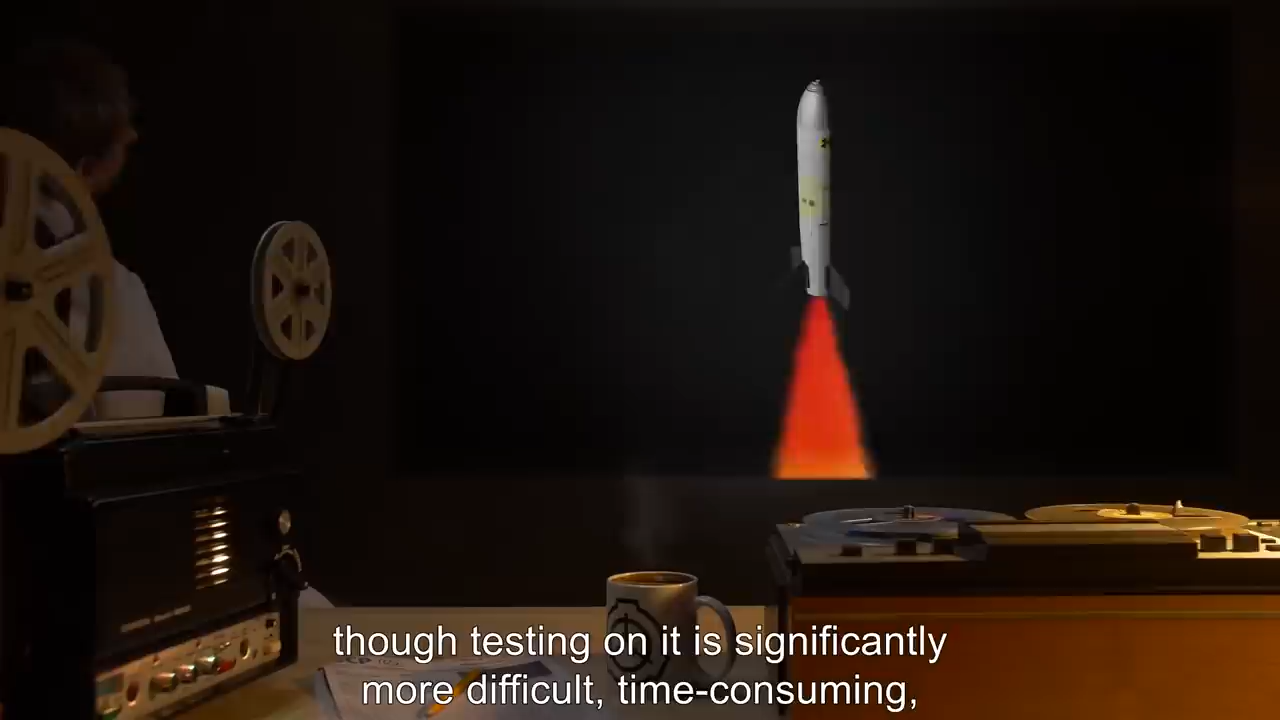 though testing on it is significantly
more difficult, time-consuming,